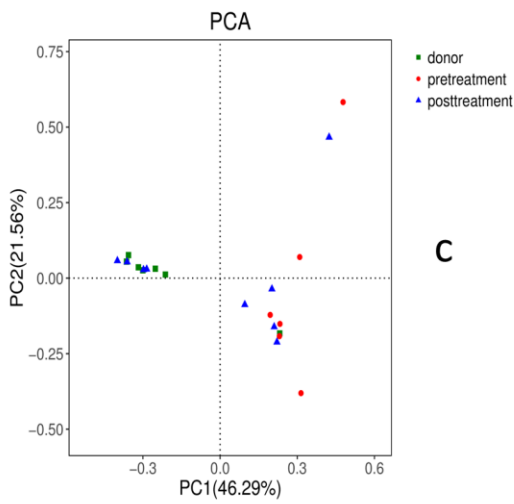 PCA
donor
pretreatment
posttreatment
0.75
0.50
0.25
0.00
−0.25
−0.50
PC2(21.56%)
−0.3
0.0
0.3
0.6
PC1(46.29%)
C